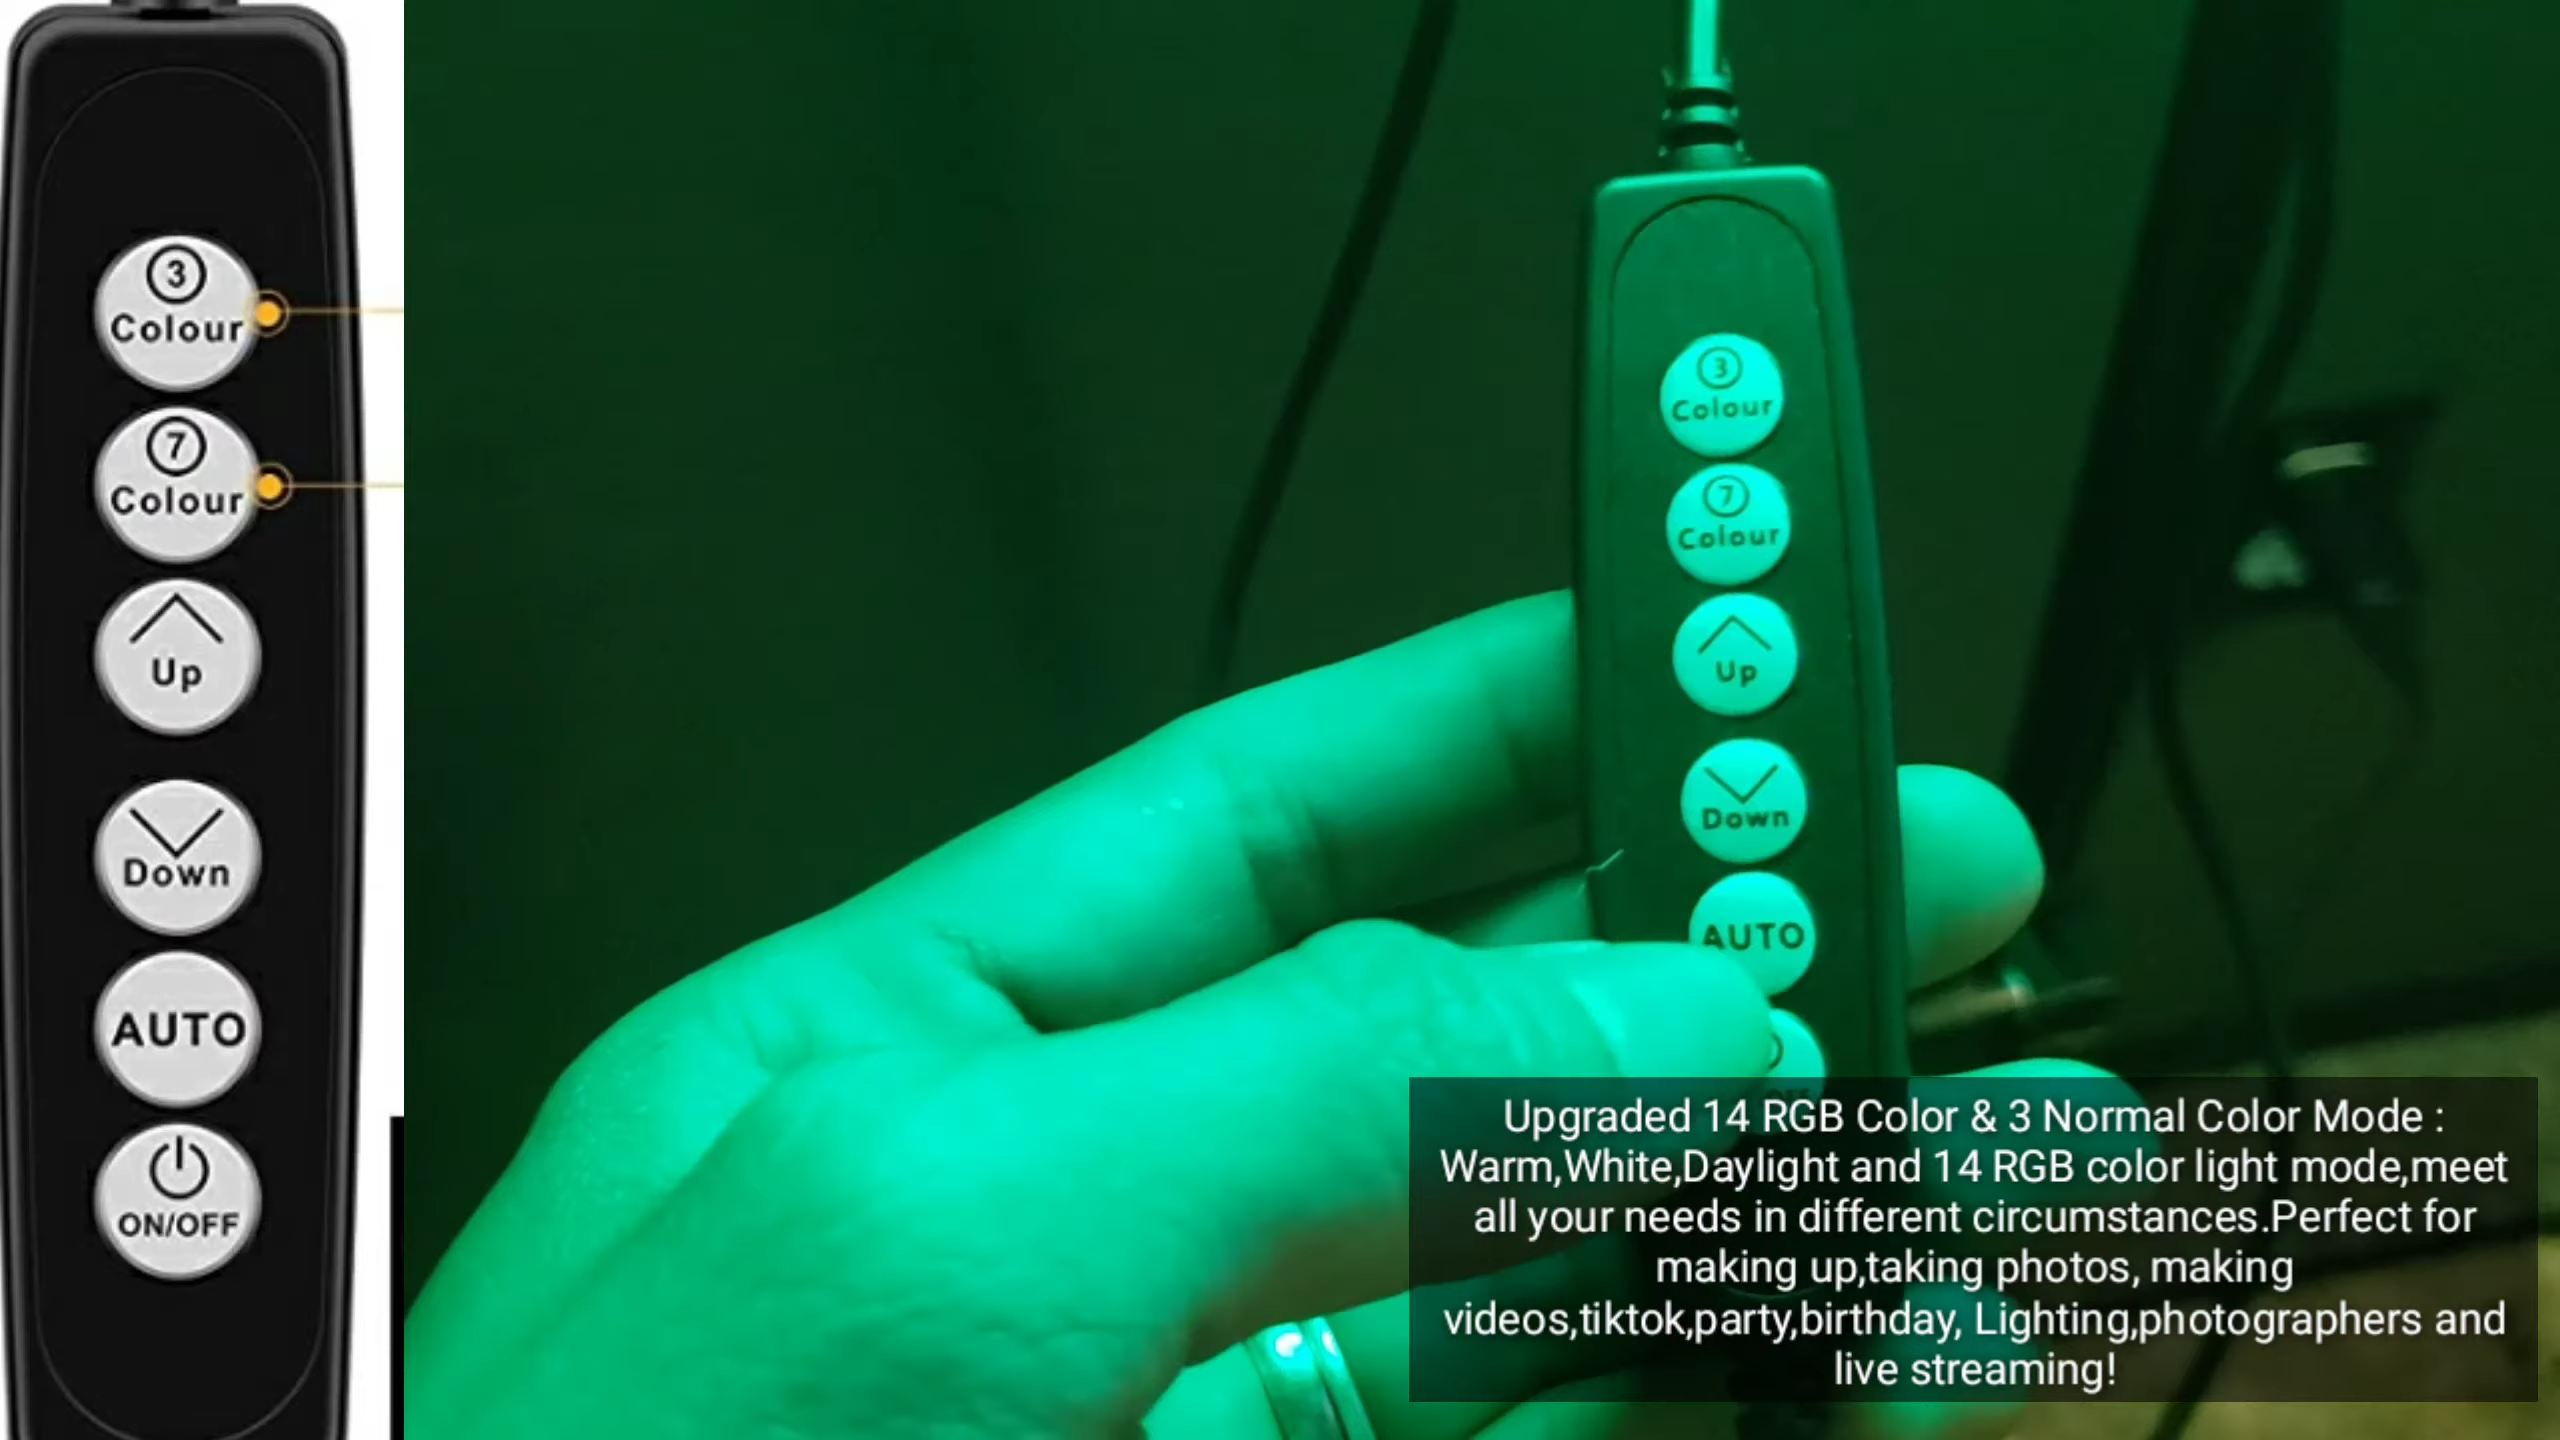 3
Colour
7
Colour
Up
Down
AUTO
ON/OFF
3
Colour
7
Colour
Up
Down
AUTO
Upgraded 14 RGB Color & 3 Normal Color Mode :
Warm,White,Daylight and 14 RGB color light mode,meet
all your needs in different circumstances.Perfect for
making up,taking photos, making
videos,tiktok,party,birthday, Lighting,photographers and
live streaming!